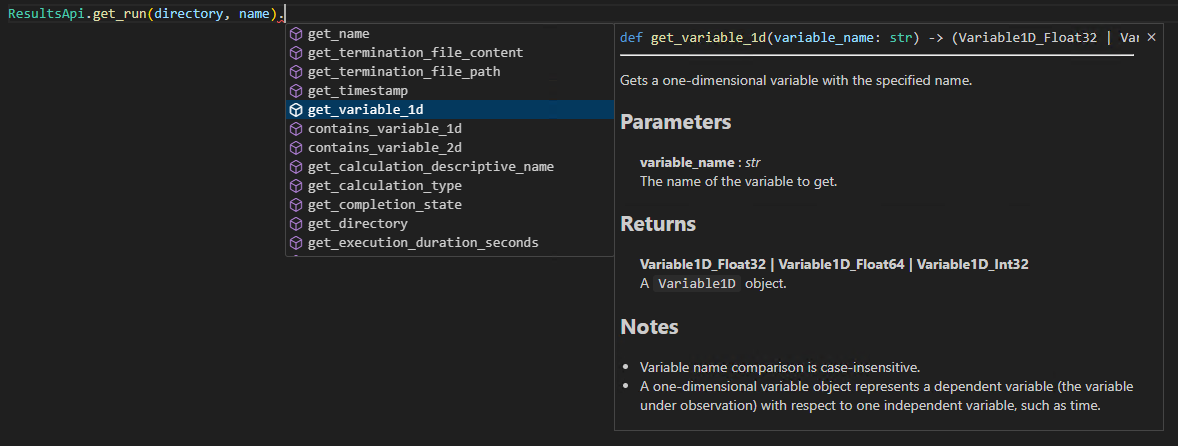 ResultsApi.get_run(directory, name).
get_name
get_termination_file_content
get_termination_file_path
get_timestamp
get_variable_1d
contains_variable_1d
contains_variable_2d
get_calculation_descriptive_name
get_calculation_type
get_completion_state
get_directory
get_execution_duration_seconds
def get_variable_1d(variable_name: str) -> (Variable1D_Float32 | Var
Gets a one-dimensional variable with the specified name.
Parameters
variable_name : str
The name of the variable to get.
Returns
Variable1D_Float32 | Variable1D_Float64 | Variable1D_Int32
A Variable1D object.
Notes
• Variable name comparison is case-insensitive.
• A one-dimensional variable object represents a dependent variable (the variable
under observation) with respect to one independent variable, such as time.